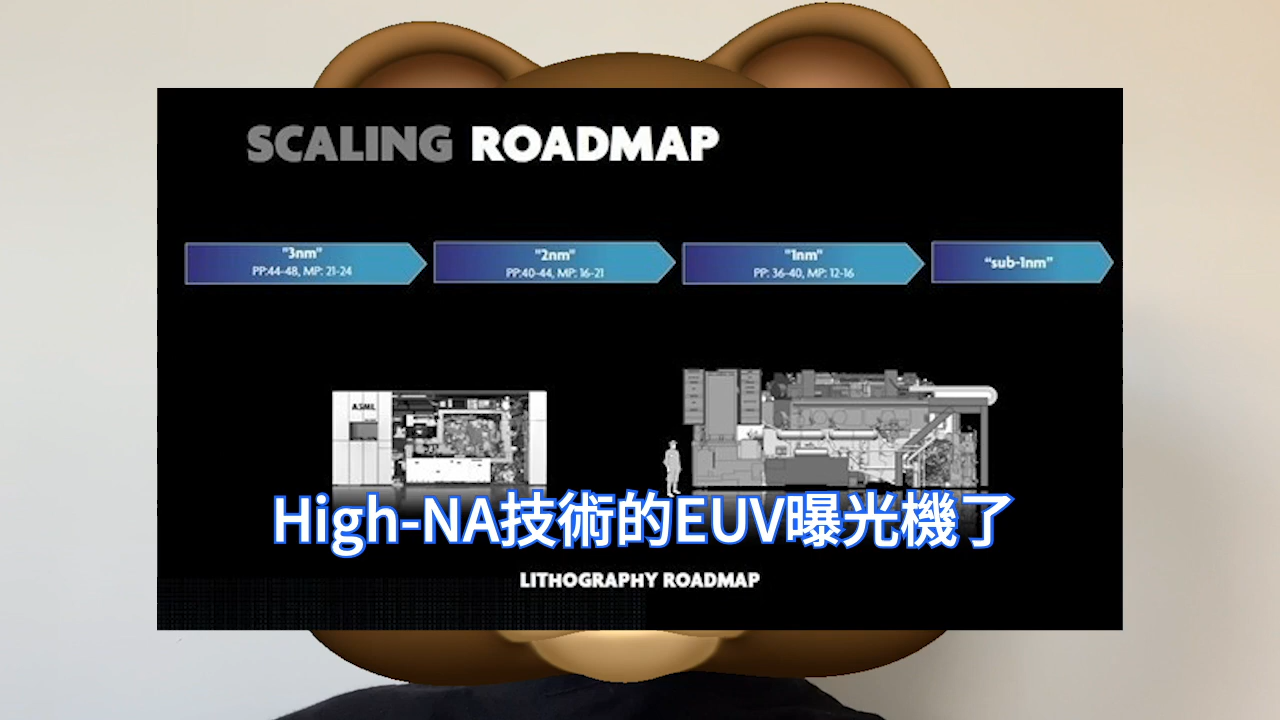 SCALING ROADMAP
"3nm"
PP:44-48, MP: 21-24
"2nm"
PP:40-44, MP: 16-21
"1nm"
PP: 36-40, MP: 12-16
"sub-1nm"
ASML
High-NA技術的EUV曝光機了
LITHOGRAPHY ROADMAP